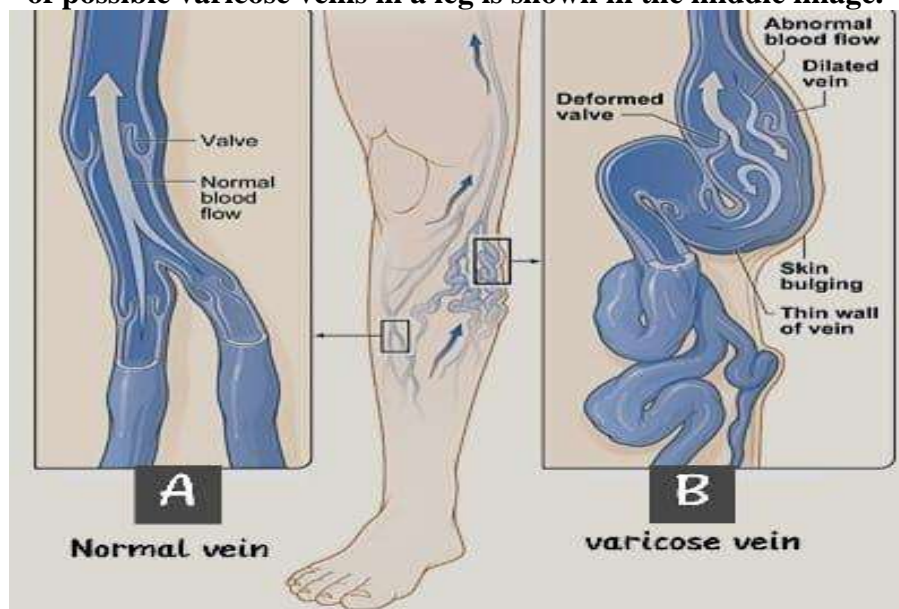 of possible varicose veins in a leg is shown in the middle image.
Valve
Normal
blood
flow
A
Normal vein
Abnormal
blood flow
Dilated
vein
Deformed
valve
Skin
bulging
Thin wall
of vein
B
varicose vein